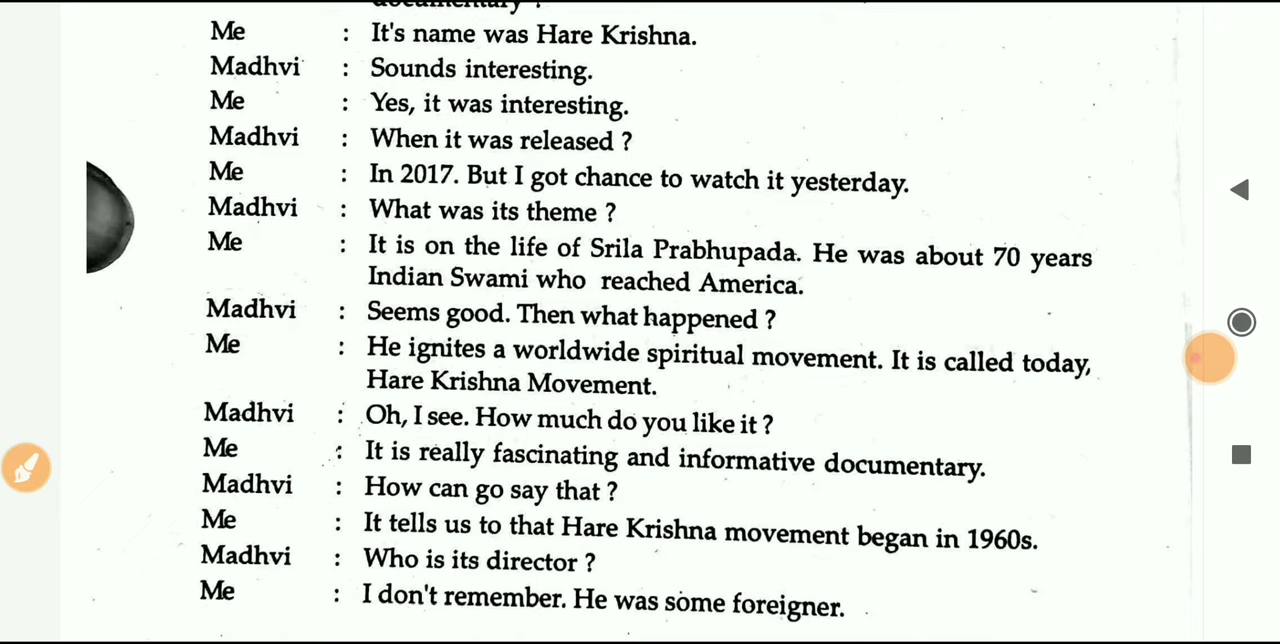 documentary ?
Me : It's name was Hare Krishna.
Madhvi : Sounds interesting.
Me : Yes, it was interesting.
Madhvi : When it was released ?
Me : In 2017. But I got chance to watch it yesterday.
Madhvi : What was its theme ?
Me : It is on the life of Srila Prabhupada. He was about 70 years
Indian Swami who reached America.
Madhvi : Seems good. Then what happened ?
Me : He ignites a worldwide spiritual movement. It is called today,
Hare Krishna Movement.
Madhvi : Oh, I see. How much do you like it ?
Me : It is really fascinating and informative documentary.
Madhvi : How can go say that ?
Me : It tells us to that Hare Krishna movement began in 1960s.
Madhvi : Who is its director ?
Me : I don't remember. He was some foreigner.